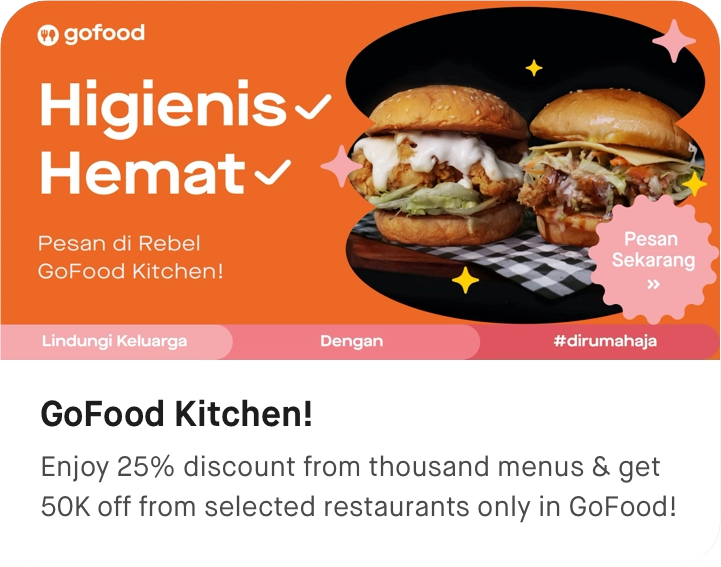 gofood
Higienis
Hemat
Pesan di Rebel
GoFood Kitchen!
Pesan
Sekarang
»
Lindungi Keluarga
Dengan
#dirumahaja
GoFood Kitchen!
Enjoy 25% discount from thousand menus & get
50K off from selected restaurants only in GoFood!